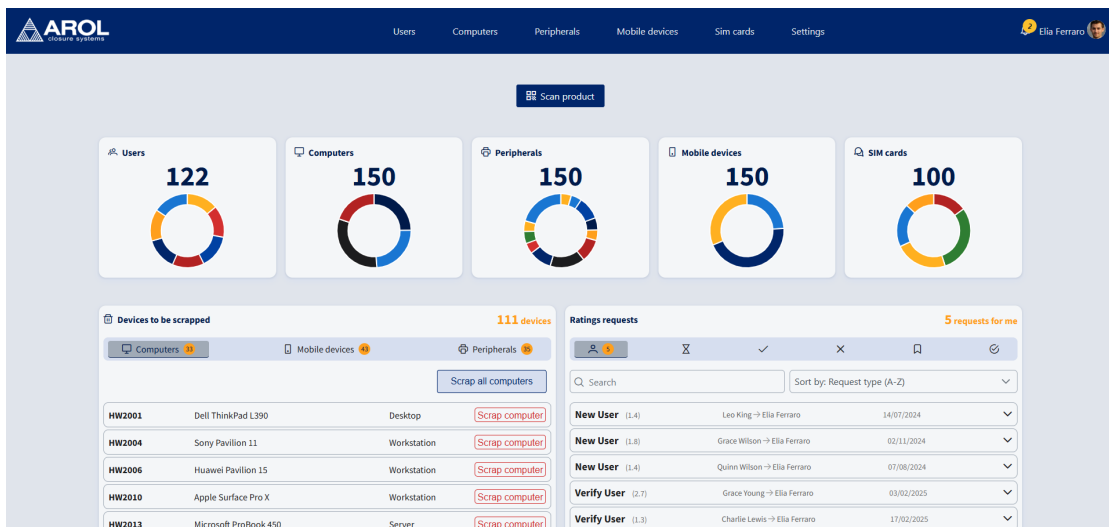 AROL
closure systems
Users Computers Peripherals Mobile devices Sim cards Settings
2
Elia Ferraro
Scan product
Users
122
Computers
150
Peripherals
150
Mobile devices
150
SIM cards
100
Devices to be scrapped 111 devices
Computers 33 Mobile devices 43 Peripherals 35
Scrap all computers
HW2001 Dell ThinkPad L390 Desktop Scrap computer
HW2004 Sony Pavilion 11 Workstation Scrap computer
HW2006 Huawei Pavilion 15 Workstation Scrap computer
HW2010 Apple Surface Pro X Workstation Scrap computer
HW2013 Microsoft ProBook 450 Server Scrap computer
Ratings requests 5 requests for me
5
Search Sort by: Request type (A-Z)
New User (1.4) Leo King → Elia Ferraro 14/07/2024
New User (1.8) Grace Wilson → Elia Ferraro 02/11/2024
New User (1.4) Quinn Wilson → Elia Ferraro 07/08/2024
Verify User (2.7) Grace Young → Elia Ferraro 03/02/2025
Verify User (1.3) Charlie Lewis → Elia Ferraro 17/02/2025